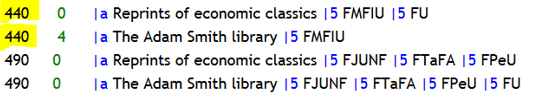 440 0 |a Reprints of economic classics |5 FMFIU |5 FU
440 4 |a The Adam Smith library |5 FMFIU
490 0 |a Reprints of economic classics |5 FJUNF |5 FTaFA |5 FPeU
490 0 |a The Adam Smith library |5 FJUNF |5 FTaFA |5 FPeU |5 FU